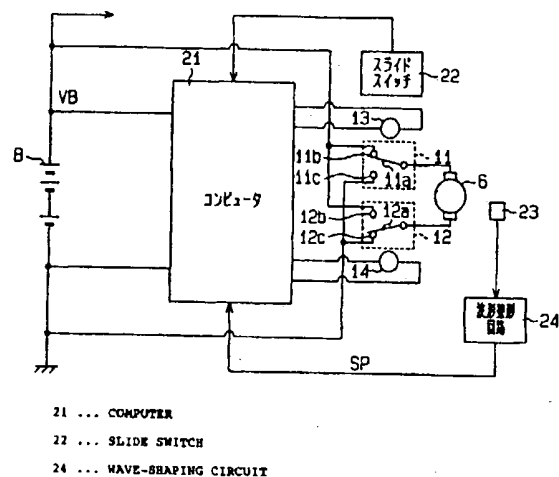 21
スライド
スイッチ
22
VB
13
8
11b
11
11a
11c
コンピュータ
6
12b
12a
23
12c
12
14
波形整形
回路
24
SP
21 ... COMPUTER
22 ... SLIDE SWITCH
24 ... WAVE-SHAPING CIRCUIT